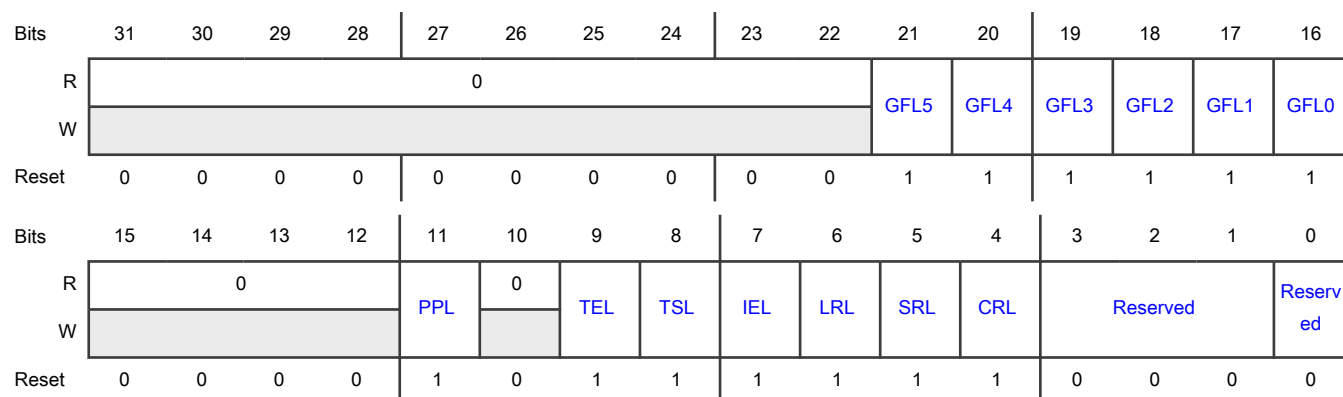 Bits 31 30 29 28 27 26 25 24 23 22 21 20 19 18 17 16
R 0 GFL5 GFL4 GFL3 GFL2 GFL1 GFL0
W
Reset 0 0 0 0 0 0 0 0 0 0 1 1 1 1 1 1
Bits 15 14 13 12 11 10 9 8 7 6 5 4 3 2 1 0
R 0 PPL 0 TEL TSL IEL LRL SRL CRL Reserved Reserv
W ed
Reset 0 0 0 0 1 0 1 1 1 1 1 1 0 0 0 0